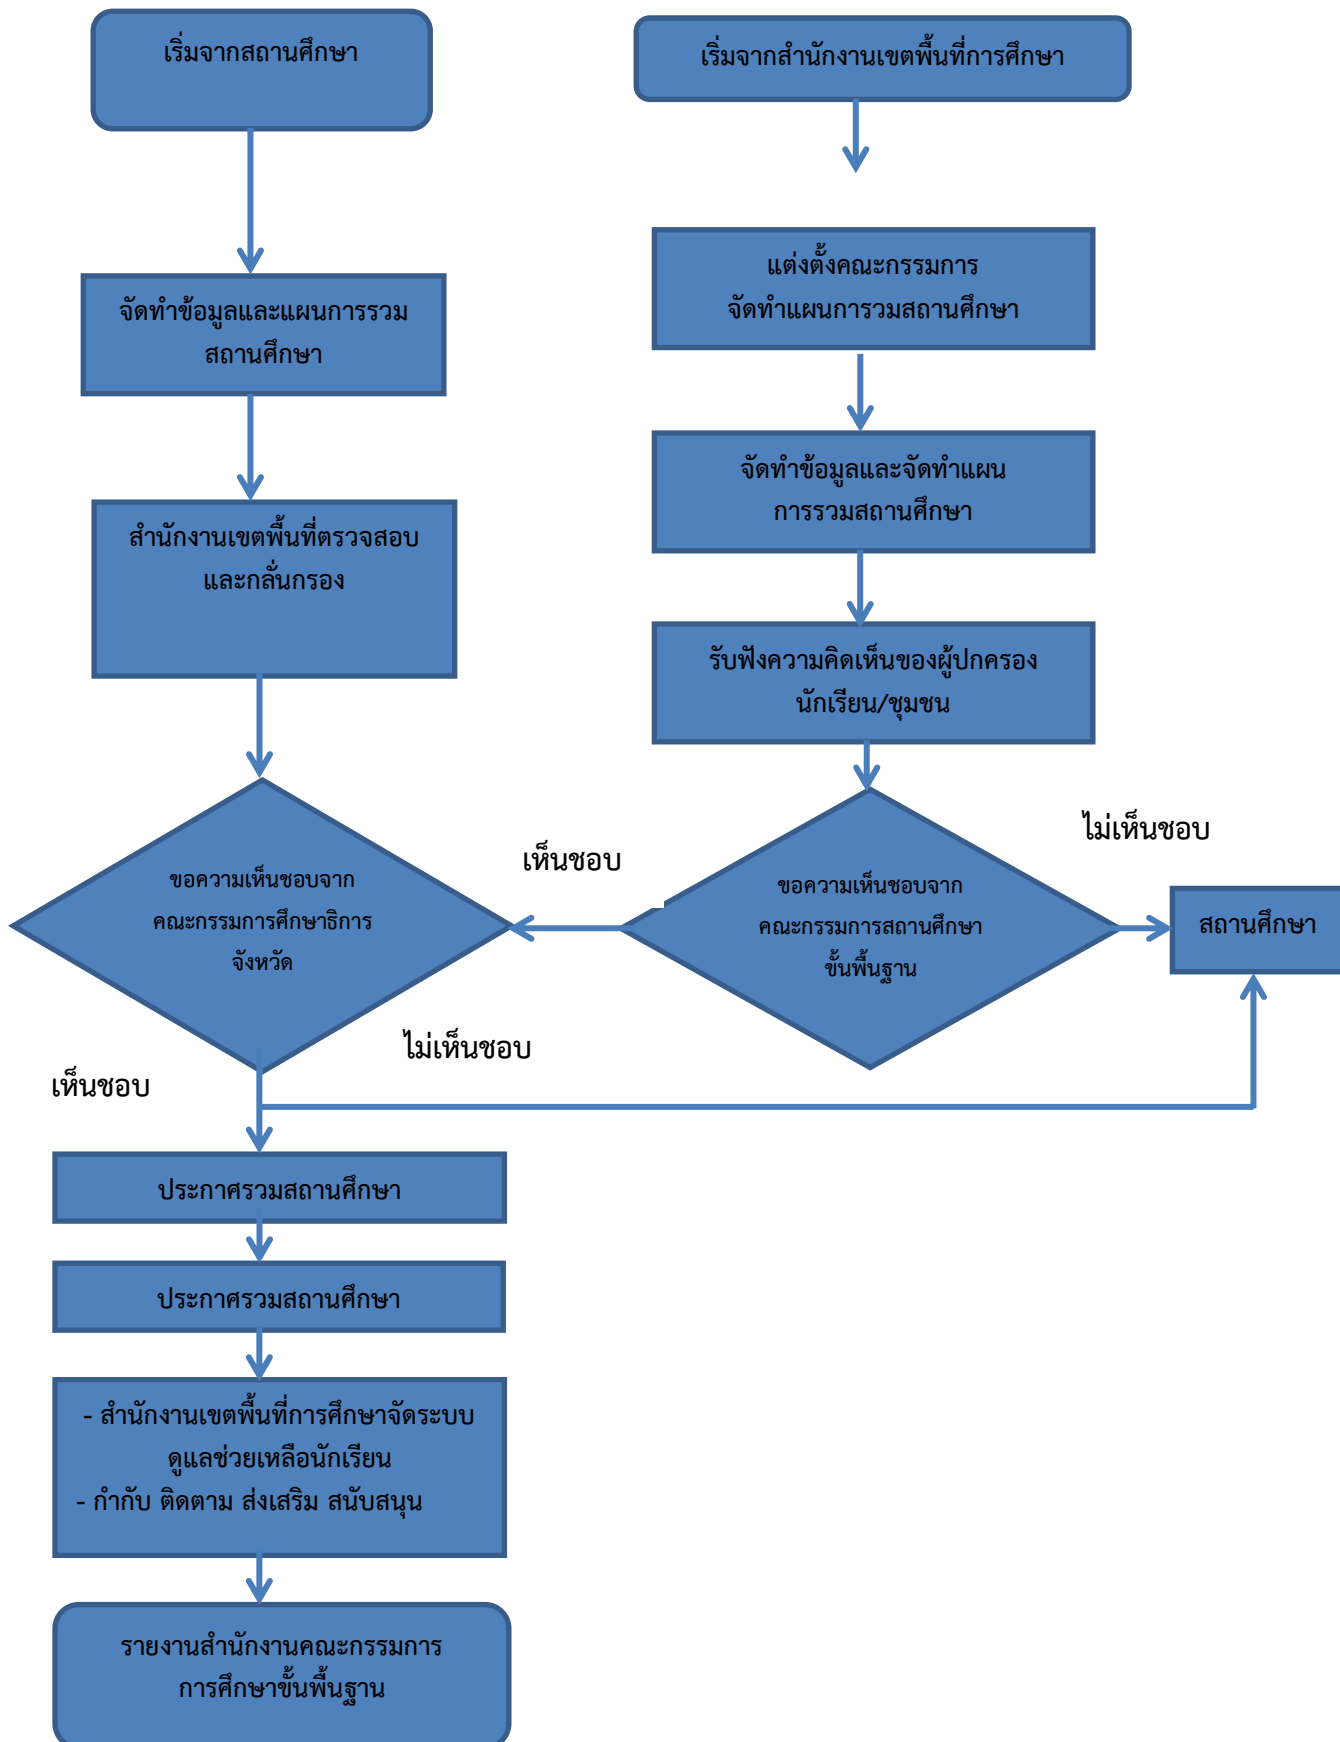 เริ่มจากสถานศึกษา
เริ่มจากสำนักงานเขตพื้นที่การศึกษา
แต่งตั้งคณะกรรมการ
จัดทำแผนการวมสถานศึกษา
จัดทำข้อมูลและแผนการรวม
สถานศึกษา
จัดทำข้อมูลและจัดทำแผน
การรวมสถานศึกษา
สำนักงานเขตพื้นที่ตรวจสอบ
และกลั่นกรอง
รับฟังความคิดเห็นของผู้ปกครอง
นักเรียน/ชุมชน
ไม่เห็นชอบ
เห็นชอบ
ขอความเห็นชอบจาก
คณะกรรมการศึกษาธิการ
จังหวัด
ขอความเห็นชอบจาก
คณะกรรมการสถานศึกษา
ขั้นพื้นฐาน
สถานศึกษา
ไม่เห็นชอบ
เห็นชอบ
ประกาศรวมสถานศึกษา
ประกาศรวมสถานศึกษา
- สำนักงานเขตพื้นที่การศึกษาจัดระบบ
ดูแลช่วยเหลือนักเรียน
- กำกับ ติดตาม ส่งเสริม สนับสนุน
รายงานสำนักงานคณะกรรมการ
การศึกษาขั้นพื้นฐาน